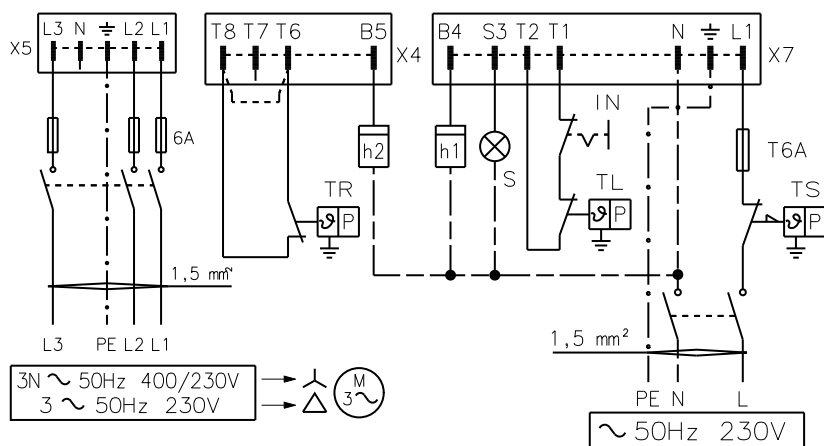 L3 N L2 L1
X5
T8 T7 T6 B5
X4
B4 S3 T2 T1 N L1
X7
6A
h2
h1
S
IN
T6A
TR
ϑ P
TL
ϑ P
TS
ϑ P
1,5 mm²
1,5 mm²
L3 PE L2 L1
PE N L
3N ∼ 50Hz 400/230V
3 ∼ 50Hz 230V
M
3∼
∼ 50Hz 230V